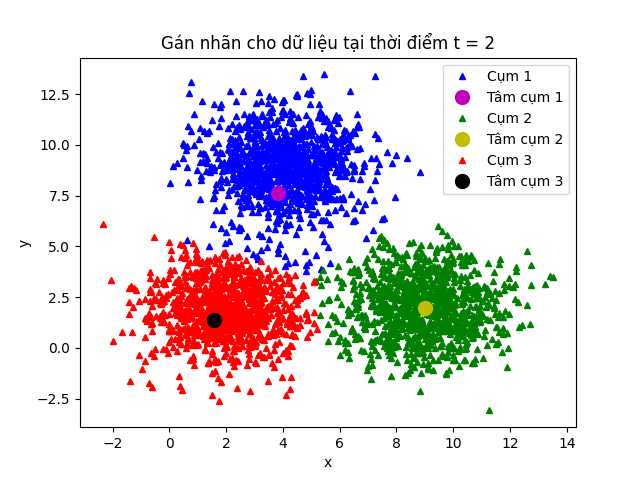 Gán nhãn cho dữ liệu tại thời điểm t = 2
Cụm 1
Tâm cụm 1
Cụm 2
Tâm cụm 2
Cụm 3
Tâm cụm 3
12.5
10.0
7.5
5.0
2.5
0.0
−2.5
y
−2 0 2 4 6 8 10 12 14
x